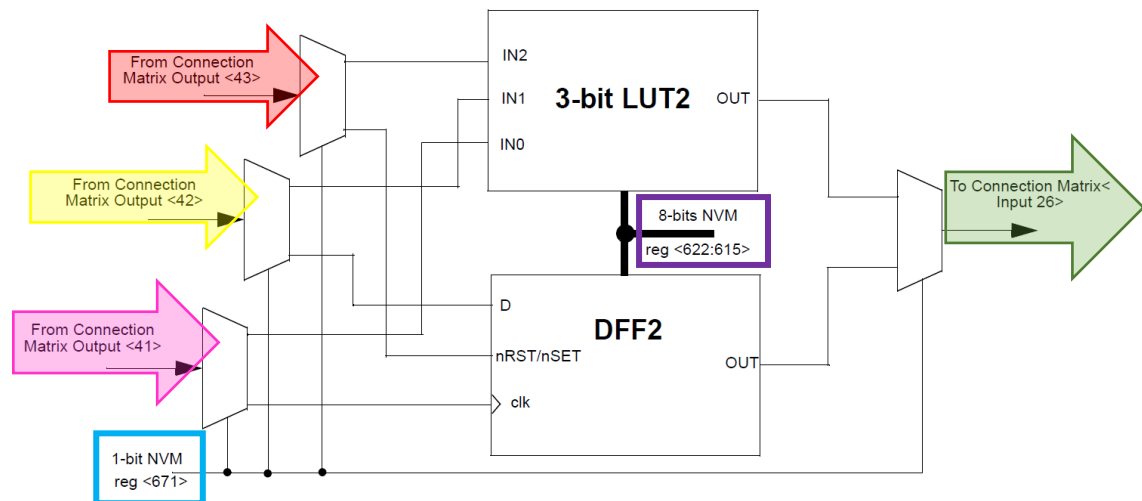 From Connection
Matrix Output <43>
IN2
IN1
IN0
3-bit LUT2
OUT
From Connection
Matrix Output <42>
To Connection Matrix<
Input 26>
8-bits NVM
reg <622:615>
From Connection
Matrix Output <41>
D
nRST/nSET
clk
DFF2
OUT
1-bit NVM
reg <671>